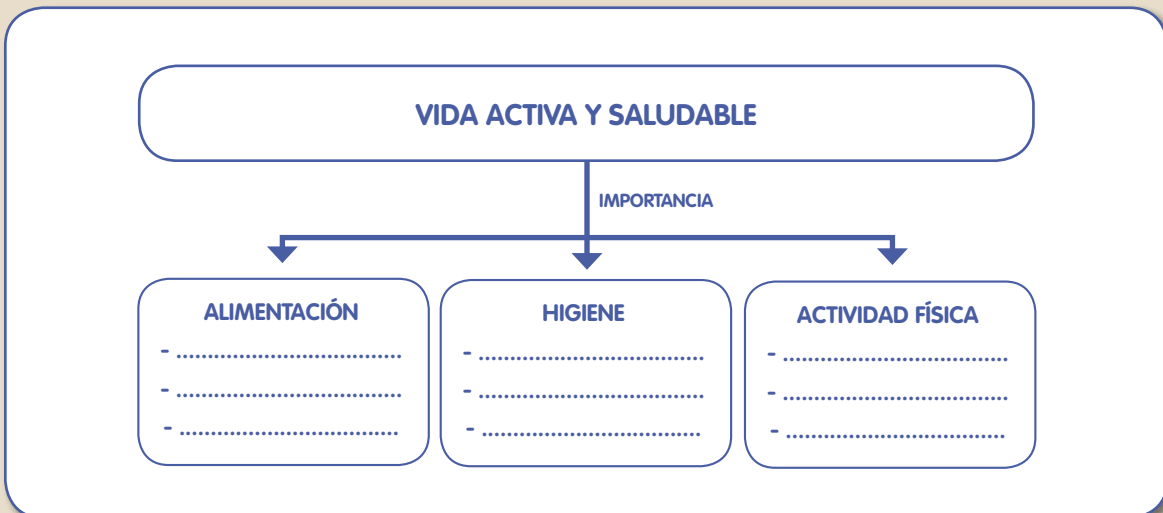 VIDA ACTIVA Y SALUDABLE
IMPORTANCIA
ALIMENTACIÓN
- ....................................
- ....................................
- ...................................
HIGIENE
- ....................................
- ....................................
- ...................................
ACTIVIDAD FÍSICA
- ....................................
- ....................................
- ...................................